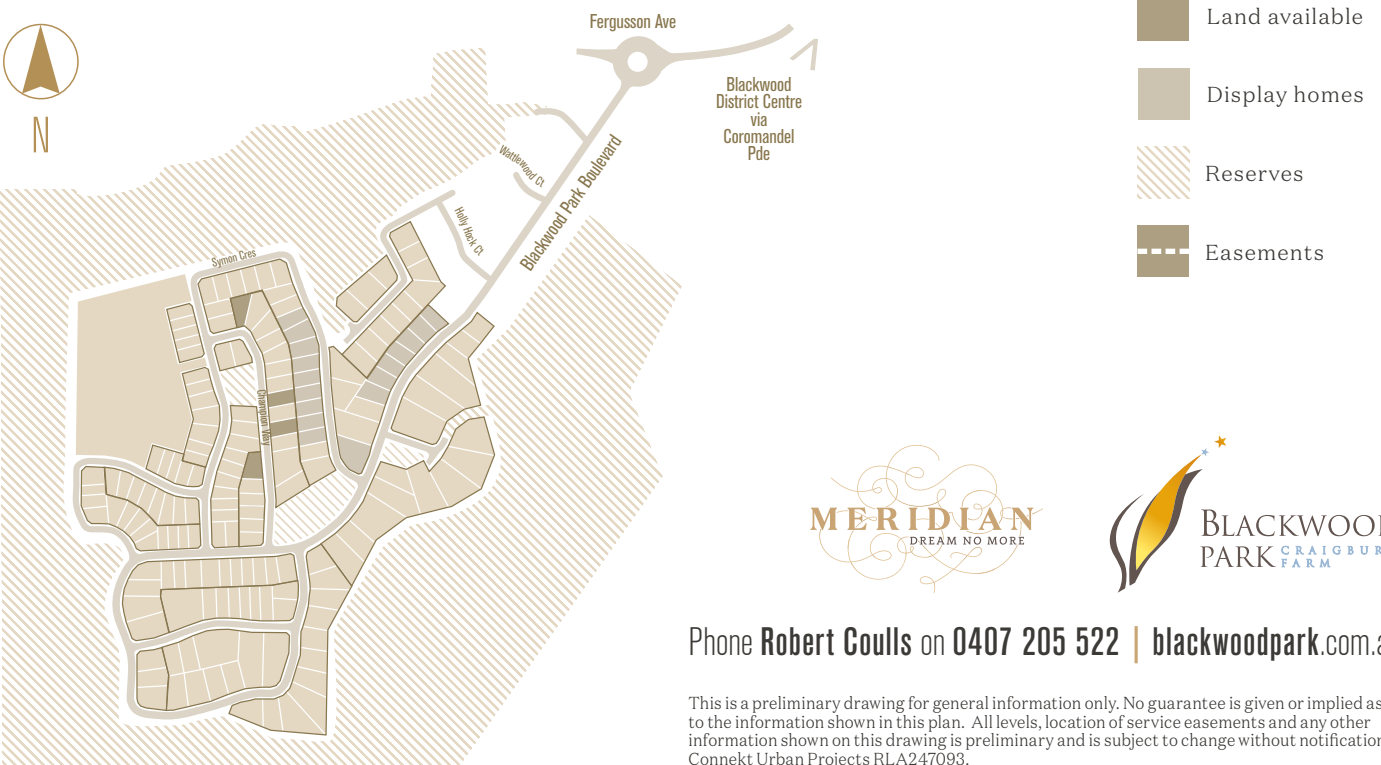 Fergusson Ave
Land available
Blackwood
District Centre
via
Coromandel
Pde
Display homes
N
Wattlewood Ct
Blackwood Park Boulevard
Reserves
Holly Hock Ct
Symon Cres
Easements
Champion Way
MERIDIAN
DREAM NO MORE
BLACKWOO
PARK CRAIGBUR
FARM
Phone Robert Coulls on 0407 205 522 | blackwoodpark.com.a
This is a preliminary drawing for general information only. No guarantee is given or implied as
to the information shown in this plan. All levels, location of service easements and any other
information shown on this drawing is preliminary and is subject to change without notification
Connekt Urban Projects RLA247093.